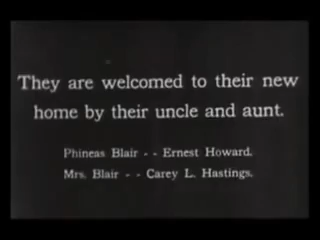 They are welcomed to their new
home by their uncle and aunt.
Phineas Blair - - Ernest Howard.
Mrs. Blair - - Carey L. Hastings.